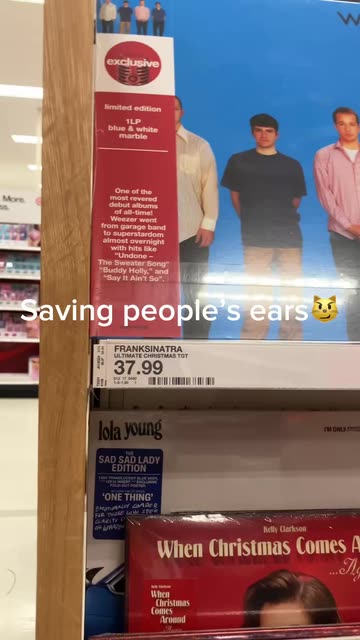 W
exclusive
limited edition
1LP
blue & white
marble
One of the
most revered
debut albums
of all-time!
Weezer went
from garage band
to superstardom
almost overnight
with hits like
"Undone –
The Sweater Song"
"Buddy Holly," and
"Say It Ain't So".
More.
Saving people's ears😼
FRANKSINATRA
ULTIMATE CHRISTMAS TGT
37.99
lola young
I'M ONLY
THE
SAD SAD LADY
EDITION
'ONE THING'
Kelly Clarkson
When Christmas Comes A
...Ag
When
Christmas
Comes
Around